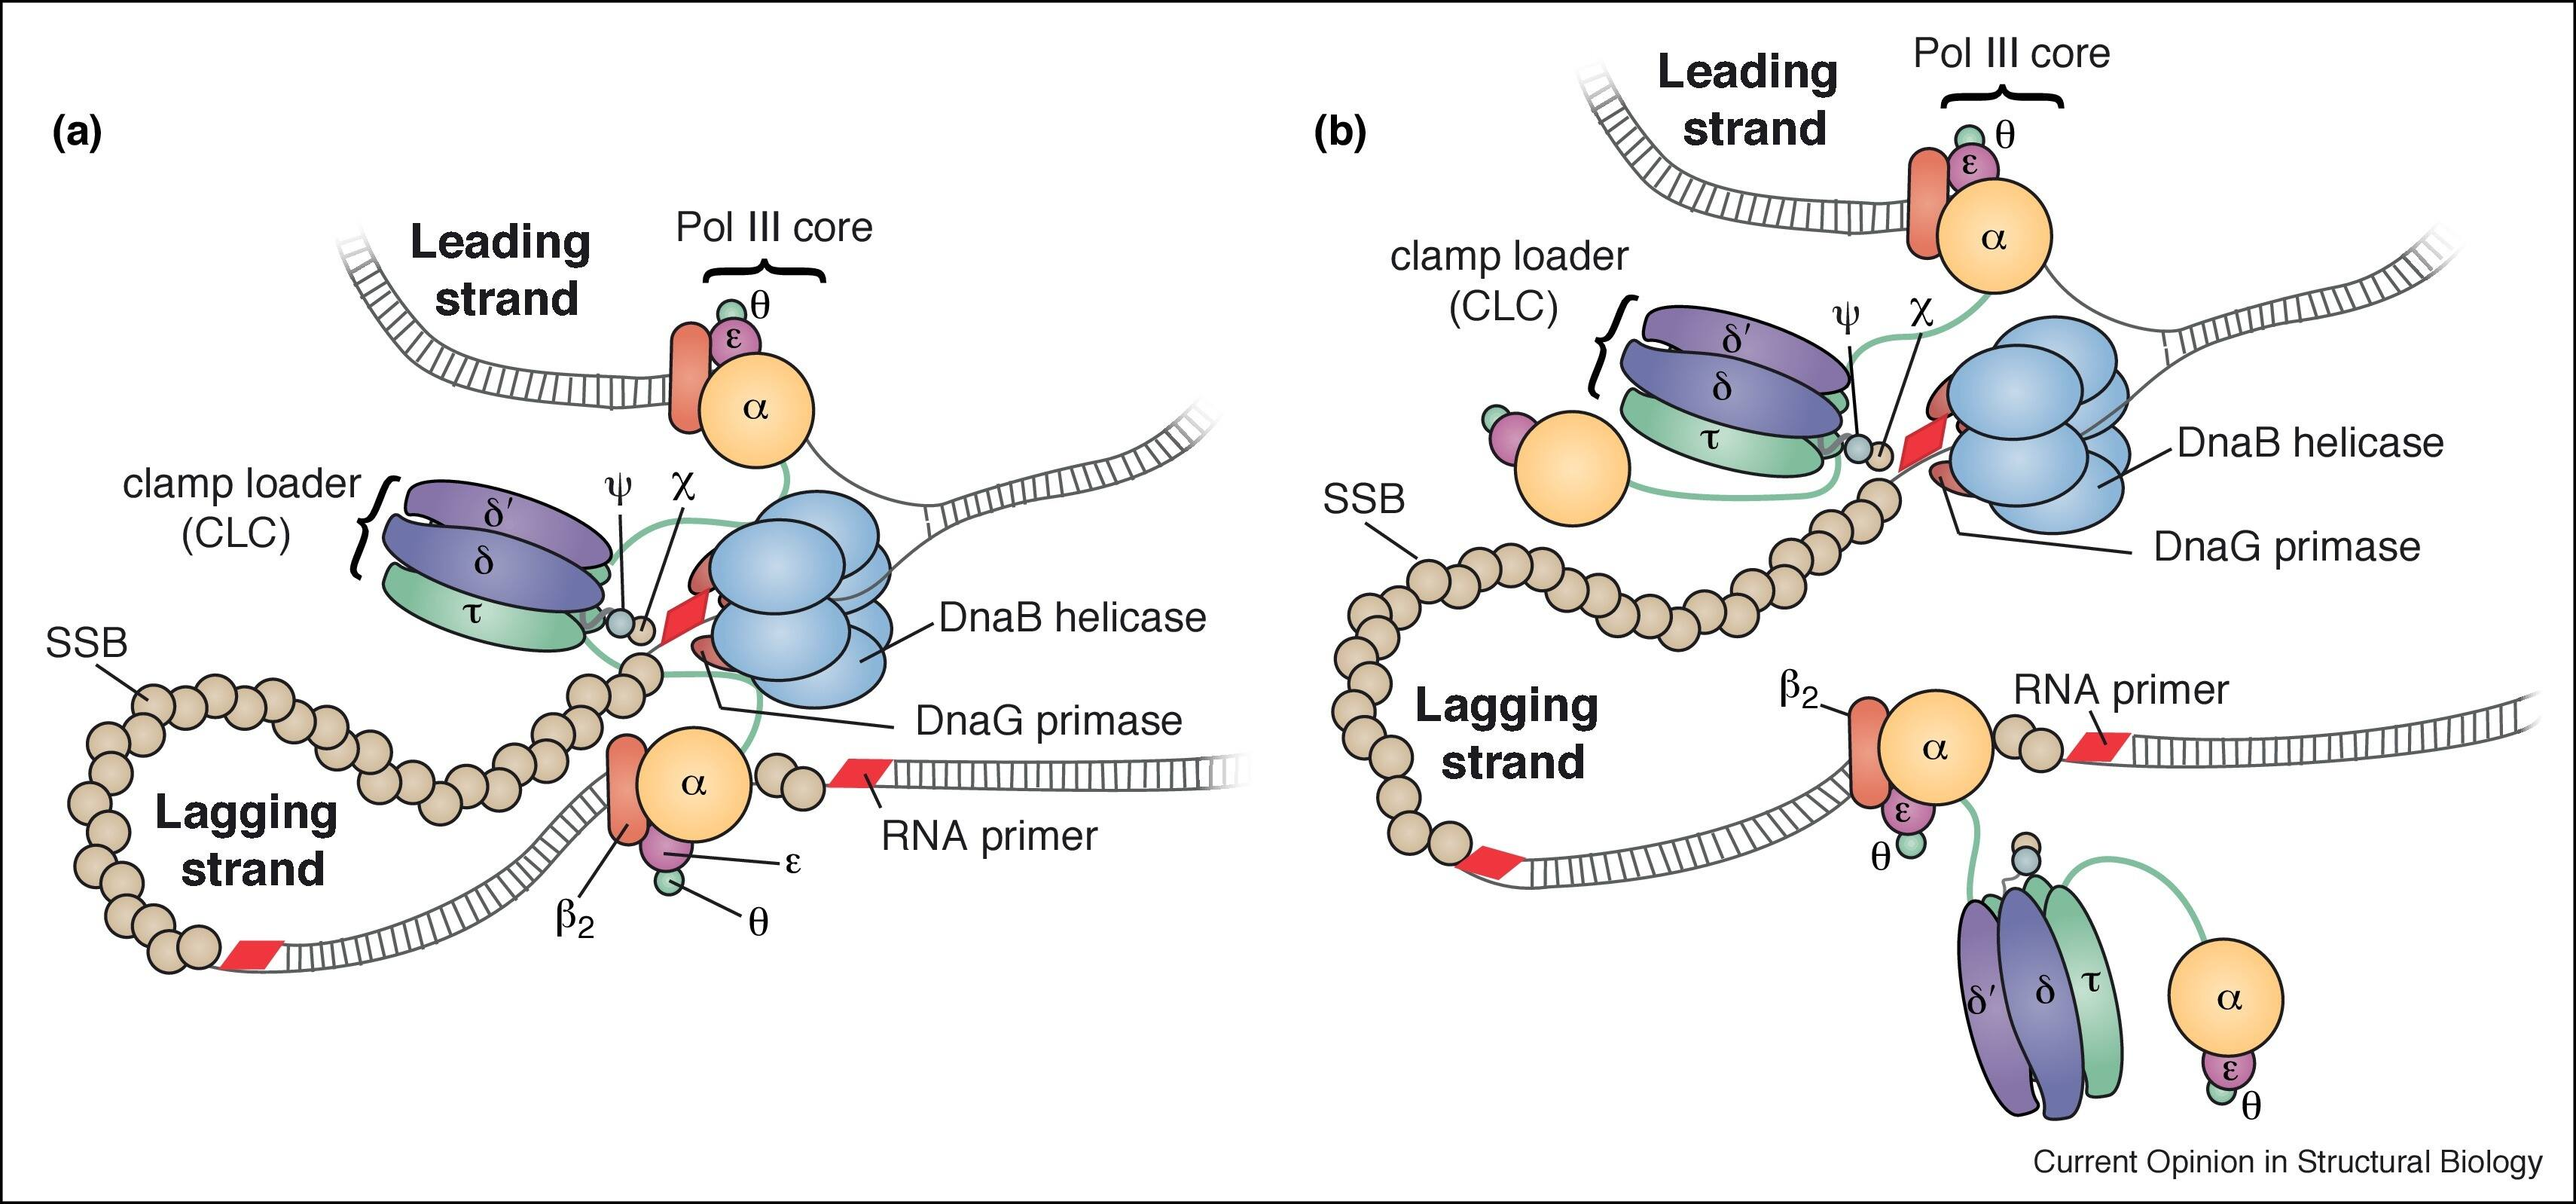 (a)
Leading
strand
Pol III core
θ
ε
α
clamp loader
(CLC)
δ′
δ
τ
ψ
χ
DnaB helicase
SSB
DnaG primase
Lagging
strand
α
RNA primer
ε
β2
θ
(b)
Leading
strand
Pol III core
θ
ε
α
clamp loader
(CLC)
δ′
δ
τ
ψ
χ
DnaB helicase
SSB
DnaG primase
Lagging
strand
β2
α
RNA primer
ε
θ
δ′
δ
τ
α
ε
θ
Current Opinion in Structural Biology